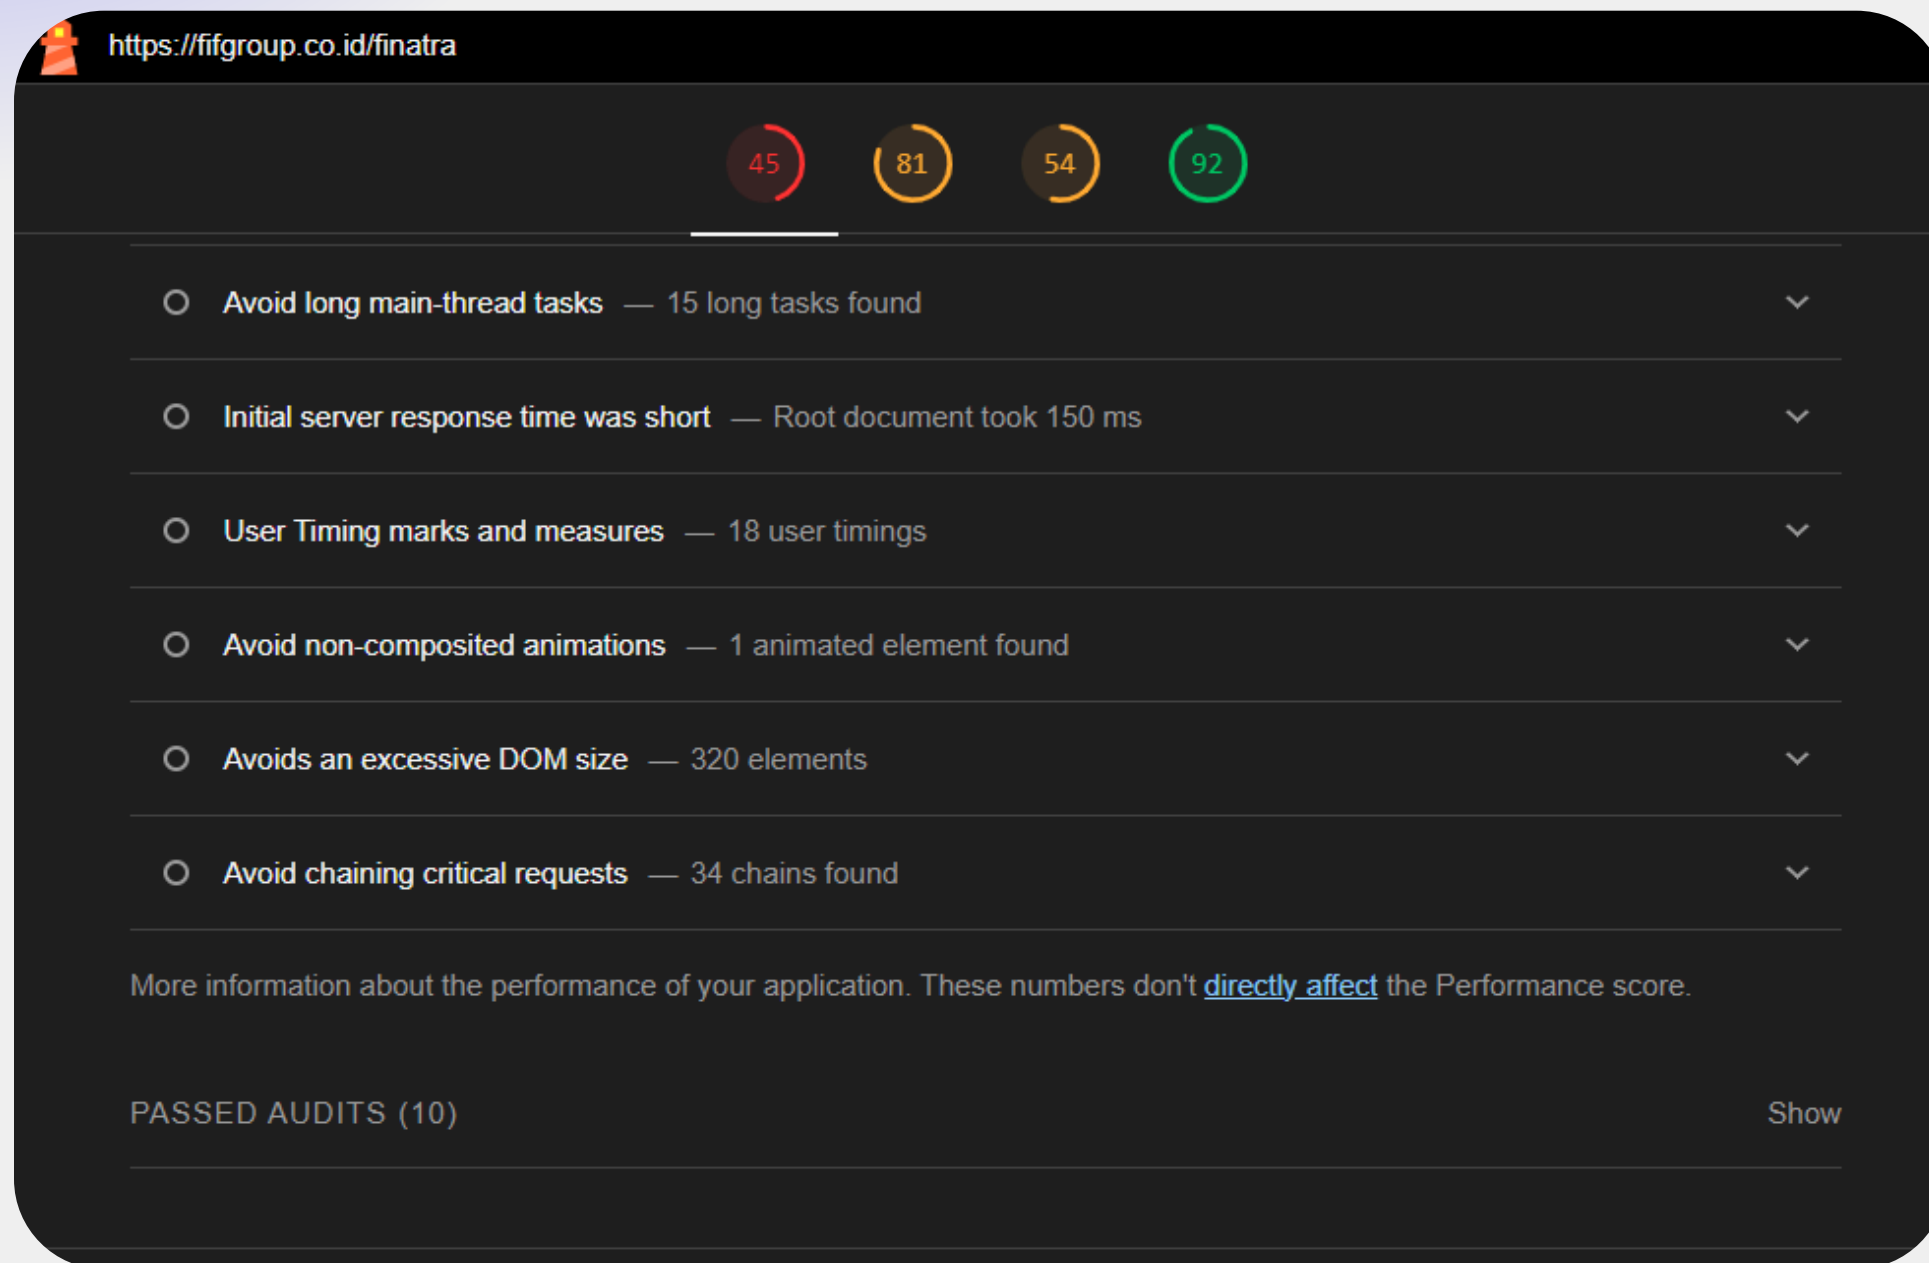 https://fifgroup.co.id/finatra
45 81 54 92
Avoid long main-thread tasks — 15 long tasks found
Initial server response time was short — Root document took 150 ms
User Timing marks and measures — 18 user timings
Avoid non-composited animations — 1 animated element found
Avoids an excessive DOM size — 320 elements
Avoid chaining critical requests — 34 chains found
More information about the performance of your application. These numbers don't directly affect the Performance score.
PASSED AUDITS (10) Show